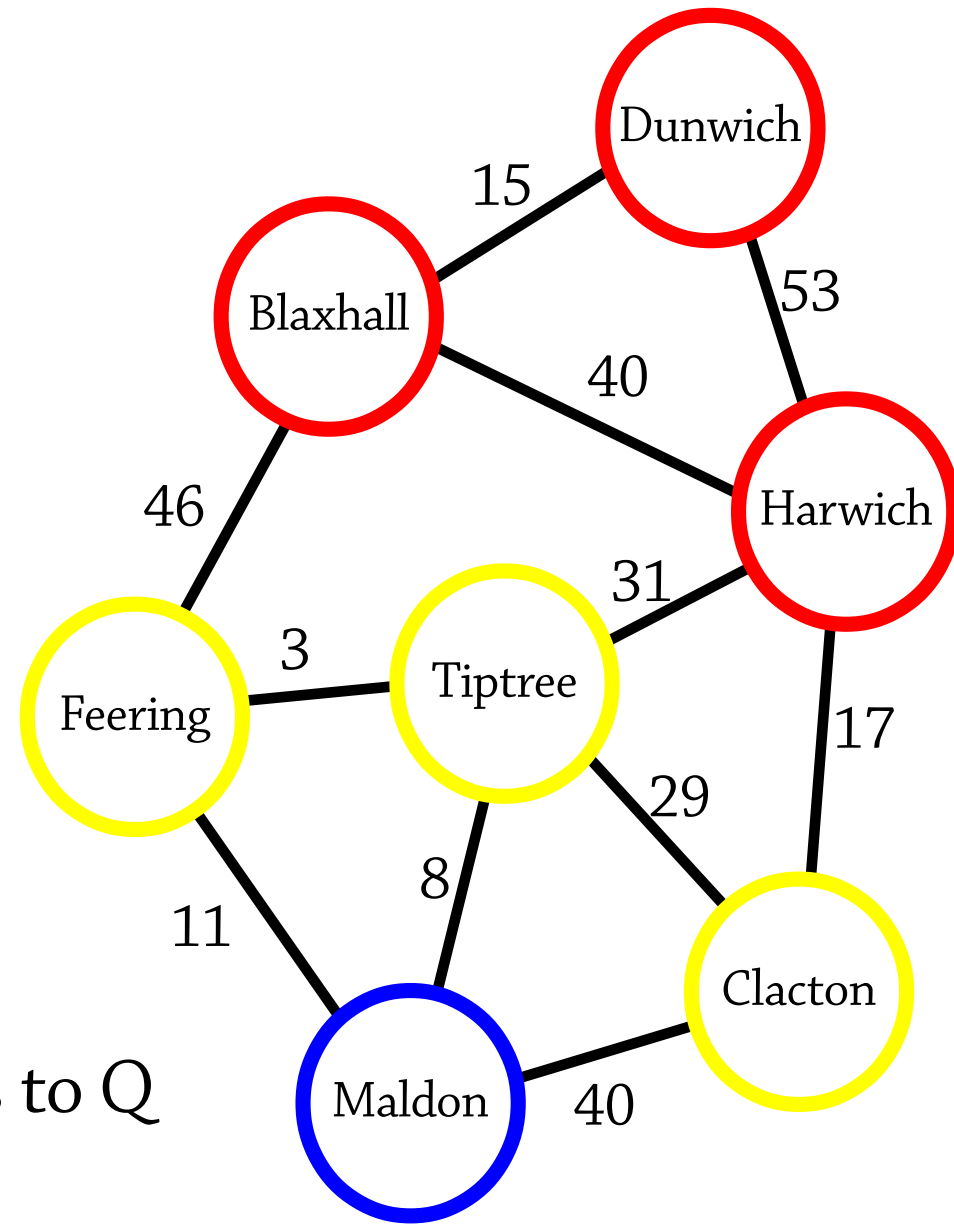 Dunwich
15
53
Blaxhall
40
46
Harwich
31
3
Tiptree
Feering
17
29
8
11
Clacton
to Q
Maldon
40